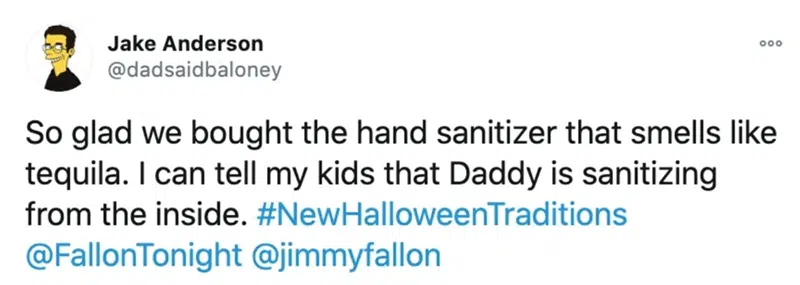 Jake Anderson
@dadsaidbaloney
So glad we bought the hand sanitizer that smells like
tequila. I can tell my kids that Daddy is sanitizing
from the inside. #NewHalloweenTraditions
@FallonTonight @jimmyfallon